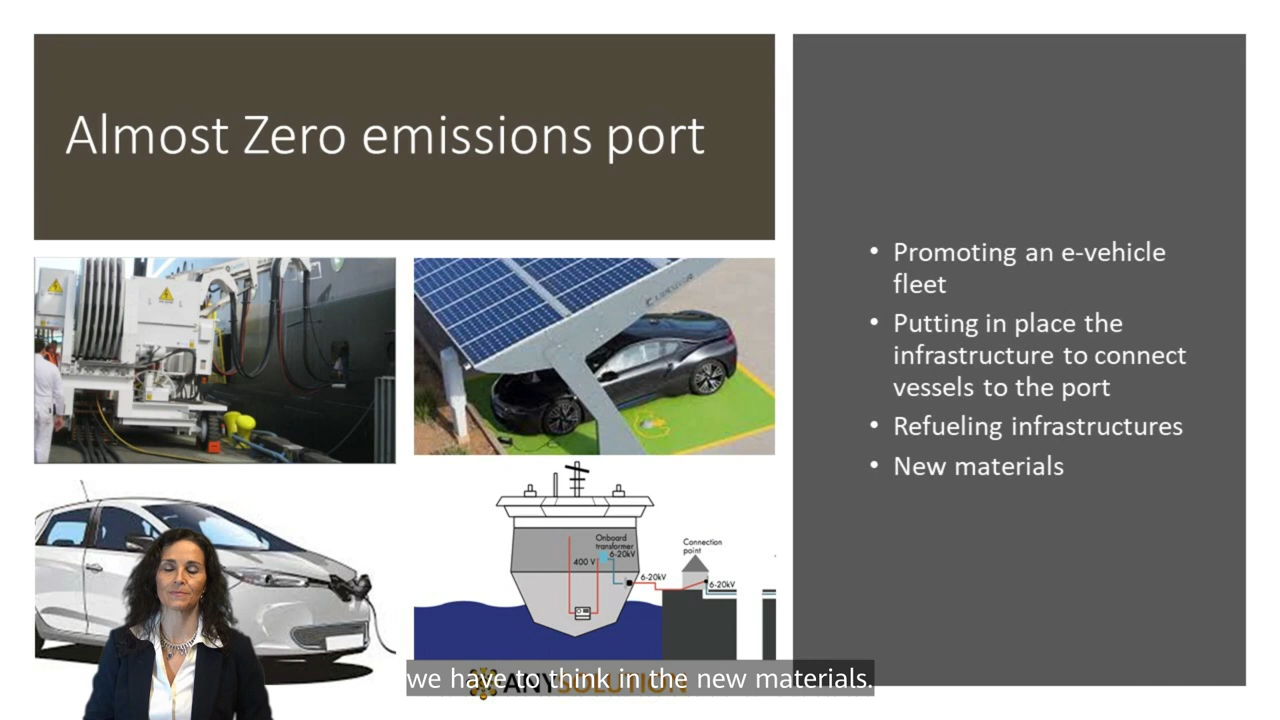 Almost Zero emissions port
• Promoting an e-vehicle
fleet
• Putting in place the
infrastructure to connect
vessels to the port
• Refueling infrastructures
• New materials
Onboard
transformer
6-20kV
400 V
6-20kV
Connection
point
6-20kV
ANYSOLUTION
we have to think in the new materials.